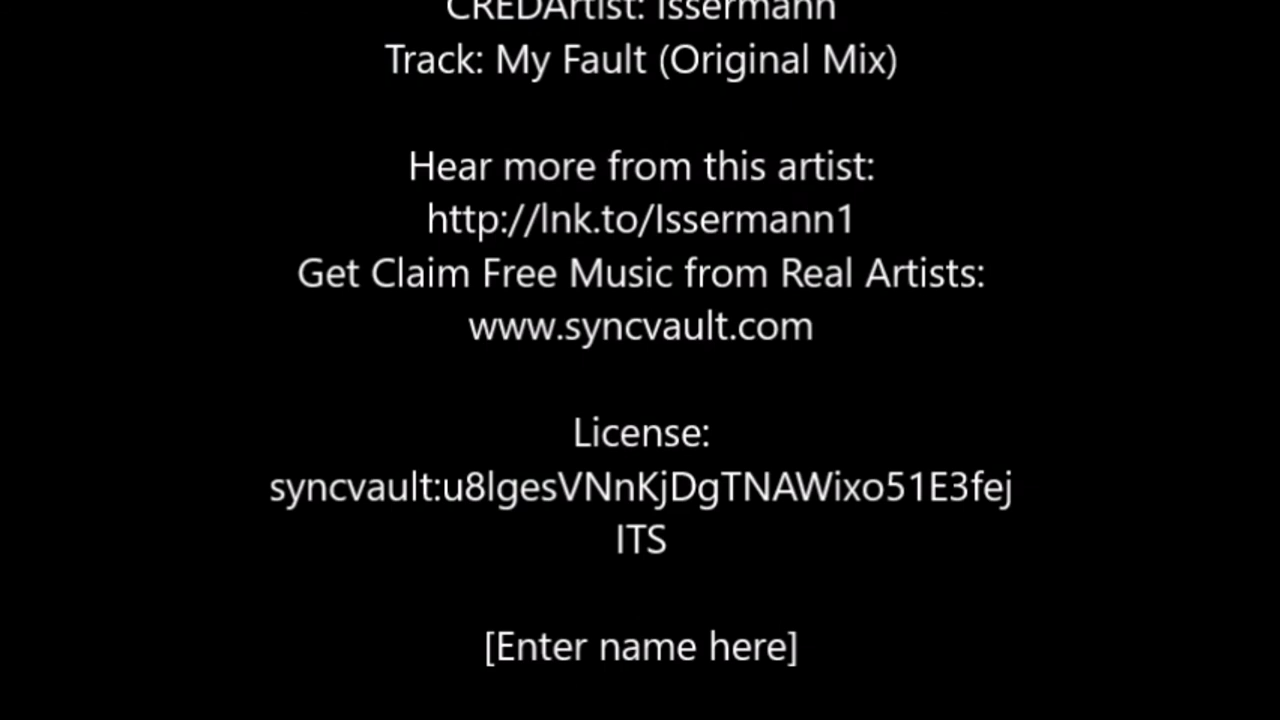 CREDArtist: Issermann
Track: My Fault (Original Mix)
Hear more from this artist:
http://lnk.to/Issermann1
Get Claim Free Music from Real Artists:
www.syncvault.com
License:
syncvault:u8lgesVNnKjDgTNAWixo51E3fej
ITS
[Enter name here]